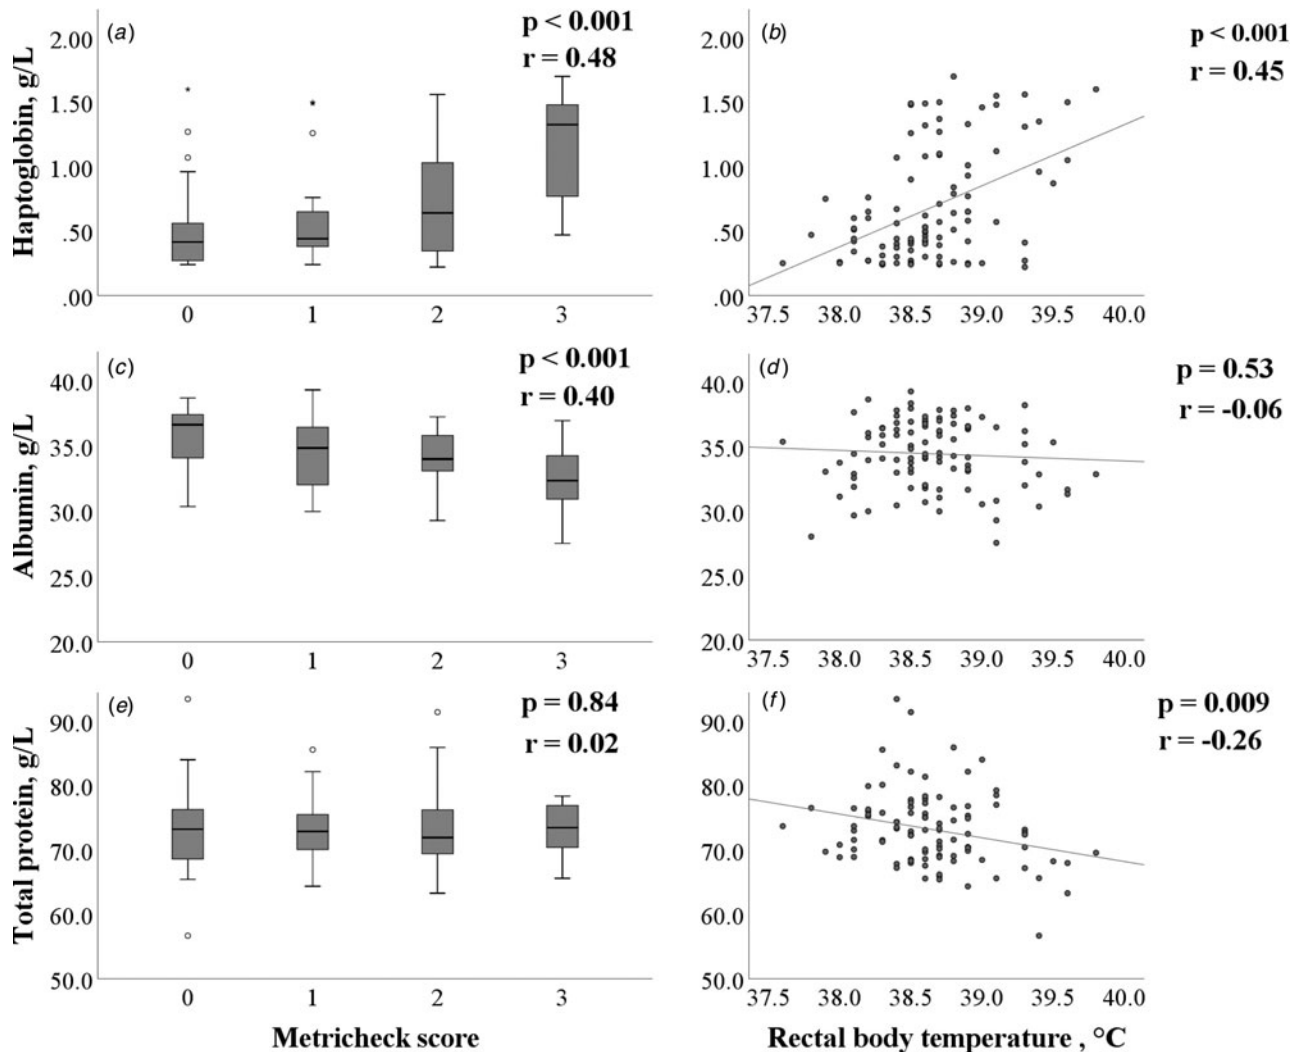 (a)
p < 0.001
r = 0.48
Haptoglobin, g/L
2.00
1.50
1.00
.50
.00
0 1 2 3
(b)
p < 0.001
r = 0.45
2.00
1.50
1.00
.50
.00
37.5 38.0 38.5 39.0 39.5 40.0
(c)
p < 0.001
r = 0.40
Albumin, g/L
40.0
35.0
30.0
25.0
20.0
0 1 2 3
(d)
p = 0.53
r = -0.06
40.0
35.0
30.0
25.0
20.0
37.5 38.0 38.5 39.0 39.5 40.0
(e)
p = 0.84
r = 0.02
Total protein, g/L
90.0
80.0
70.0
60.0
50.0
0 1 2 3
Metricheck score
(f)
p = 0.009
r = -0.26
90.0
80.0
70.0
60.0
50.0
37.5 38.0 38.5 39.0 39.5 40.0
Rectal body temperature , °C